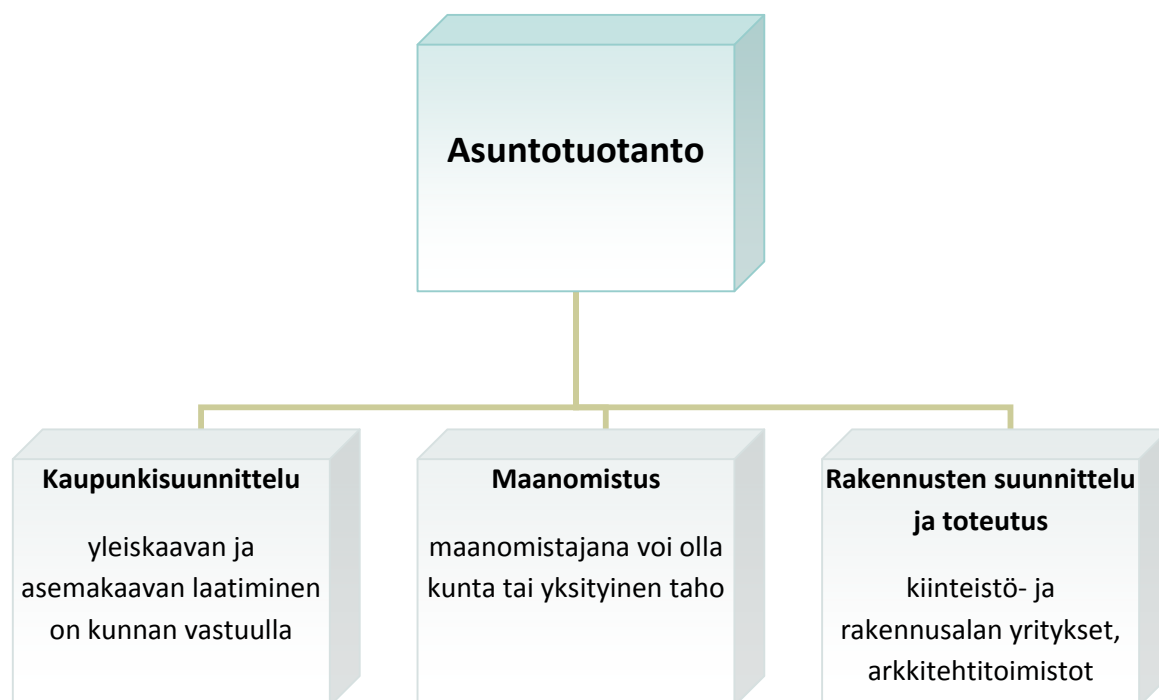 Asuntotuotanto
Kaupunkisuunnittelu
yleiskaavan ja
asemakaavan laatiminen
on kunnan vastuulla
Maanomistus
maanomistajana voi olla
kunta tai yksityinen taho
Rakennusten suunnittelu
ja toteutus
kiinteistö- ja
rakennusalan yritykset,
arkkitehtitoimistot